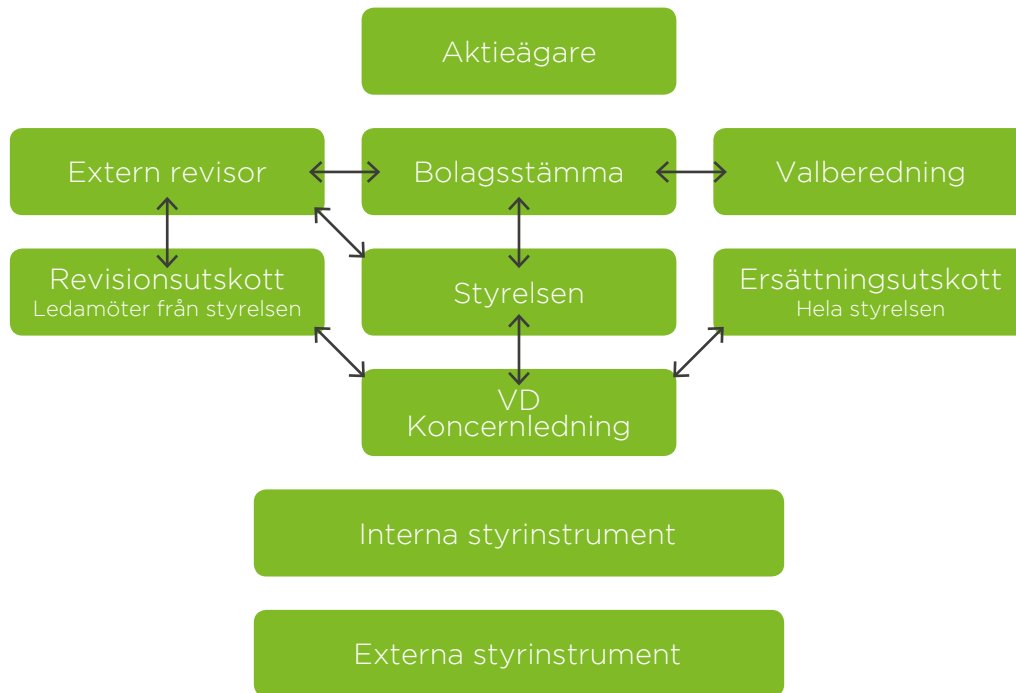 Aktieägare
Extern revisor
Bolagsstämma
Valberedning
Revisionsutskott
Ledamöter från styrelsen
Styrelsen
Ersättningsutskott
Hela styrelsen
VD
Koncernledning
Interna styrinstrument
Externa styrinstrument